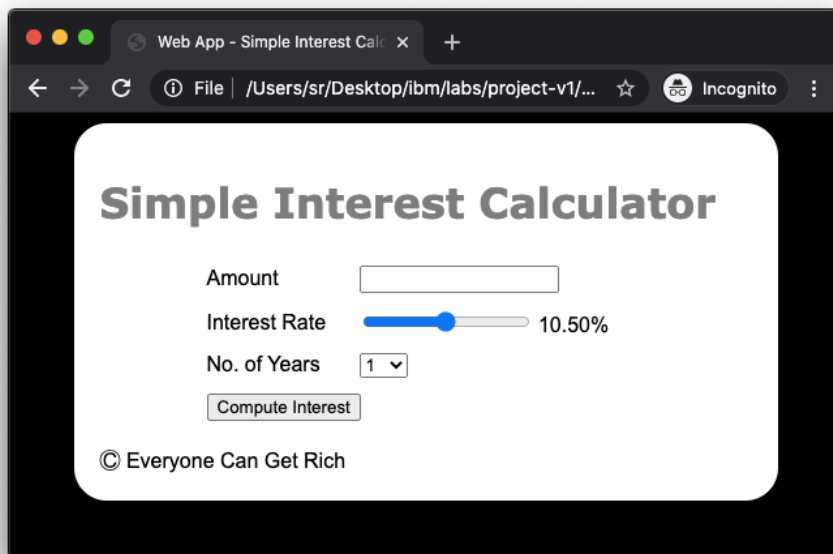 Web App - Simple Interest Calc
File /Users/sr/Desktop/ibm/labs/project-v1/... Incognito
Simple Interest Calculator
Amount
Interest Rate 10.50%
No. of Years 1
Compute Interest
© Everyone Can Get Rich